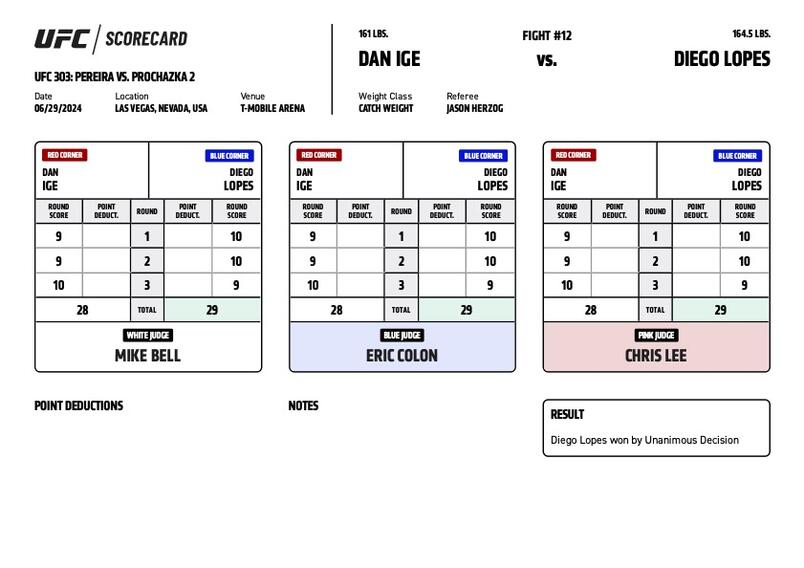 UFC / SCORECARD
UFC 303: PEREIRA VS. PROCHAZKA 2
Date Location Venue
06/29/2024 LAS VEGAS, NEVADA, USA T-MOBILE ARENA
161 LBS. FIGHT #12 164.5 LBS.
DAN IGE vs. DIEGO LOPES
Weight Class Referee
CATCH WEIGHT JASON HERZOG
RED CORNER BLUE CORNER
DAN DIEGO
IGE LOPES
ROUND SCORE POINT DEDUCT. ROUND POINT DEDUCT. ROUND SCORE
9 1 10
9 2 10
10 3 9
28 TOTAL 29
WHITE JUDGE
MIKE BELL
RED CORNER BLUE CORNER
DAN DIEGO
IGE LOPES
ROUND SCORE POINT DEDUCT. ROUND POINT DEDUCT. ROUND SCORE
9 1 10
9 2 10
10 3 9
28 TOTAL 29
BLUE JUDGE
ERIC COLON
RED CORNER BLUE CORNER
DAN DIEGO
IGE LOPES
ROUND SCORE POINT DEDUCT. ROUND POINT DEDUCT. ROUND SCORE
9 1 10
9 2 10
10 3 9
28 TOTAL 29
PINK JUDGE
CHRIS LEE
POINT DEDUCTIONS
NOTES
RESULT
Diego Lopes won by Unanimous Decision